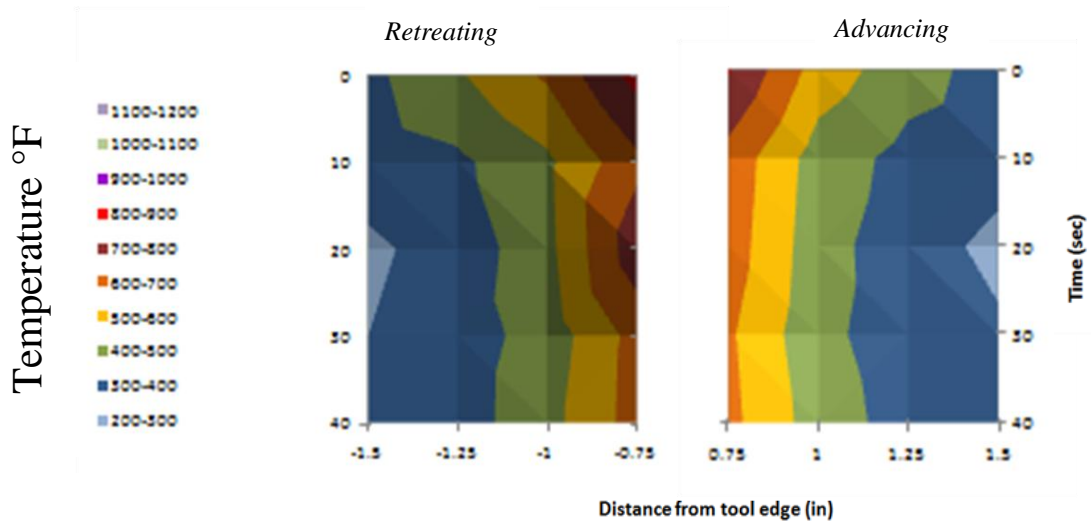 Retreating
Advancing
Temperature °F
1100-1200
1000-1100
900-1000
800-900
700-800
600-700
500-600
400-500
300-400
200-300
0
10
20
30
40
-1.5 -1.25 -1 -0.75
0
10
20
30
40
0.75 1 1.25 1.5
Time (sec)
Distance from tool edge (in)